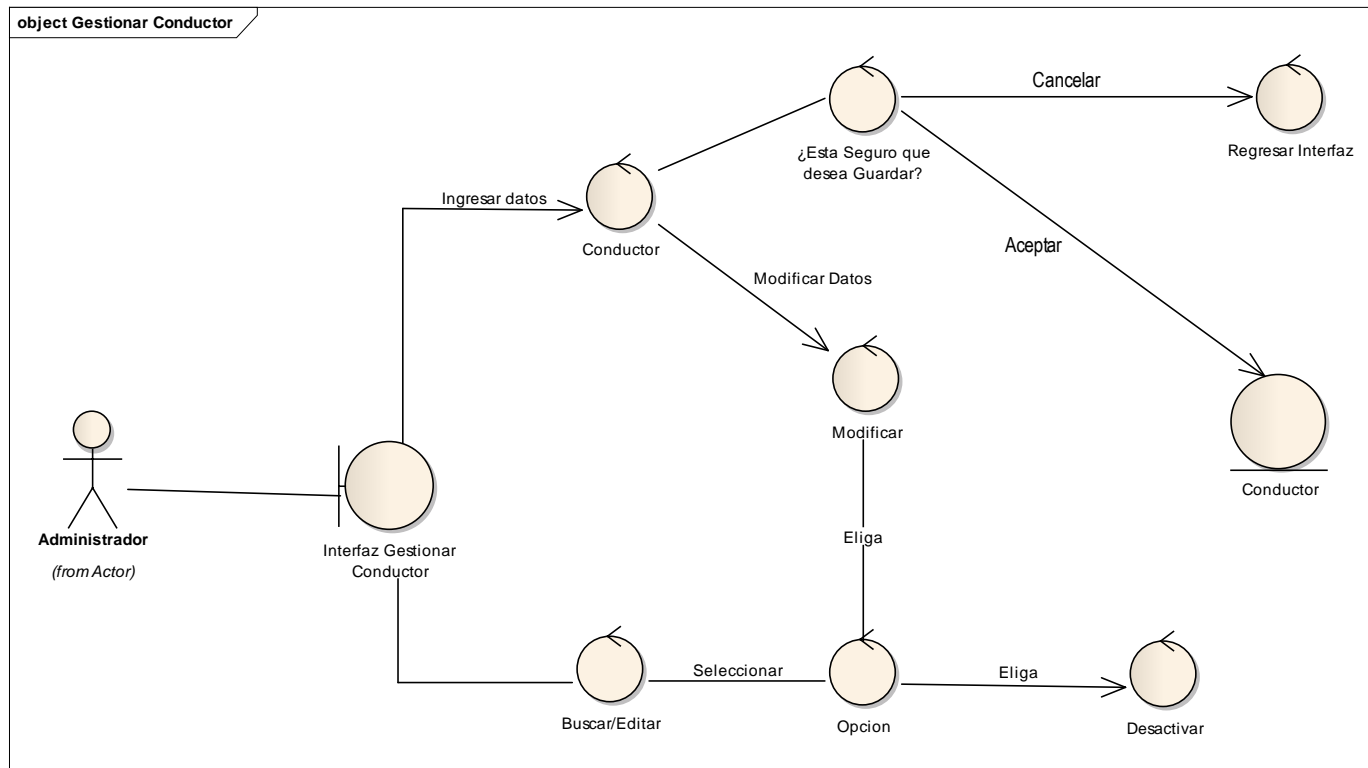 object Gestionar Conductor
Cancelar
¿Esta Seguro que
desea Guardar?
Regresar Interfaz
Ingresar datos
Conductor
Aceptar
Modificar Datos
Modificar
Conductor
Administrador
(from Actor)
Interfaz Gestionar
Conductor
Eliga
Seleccionar
Eliga
Buscar/Editar
Opcion
Desactivar